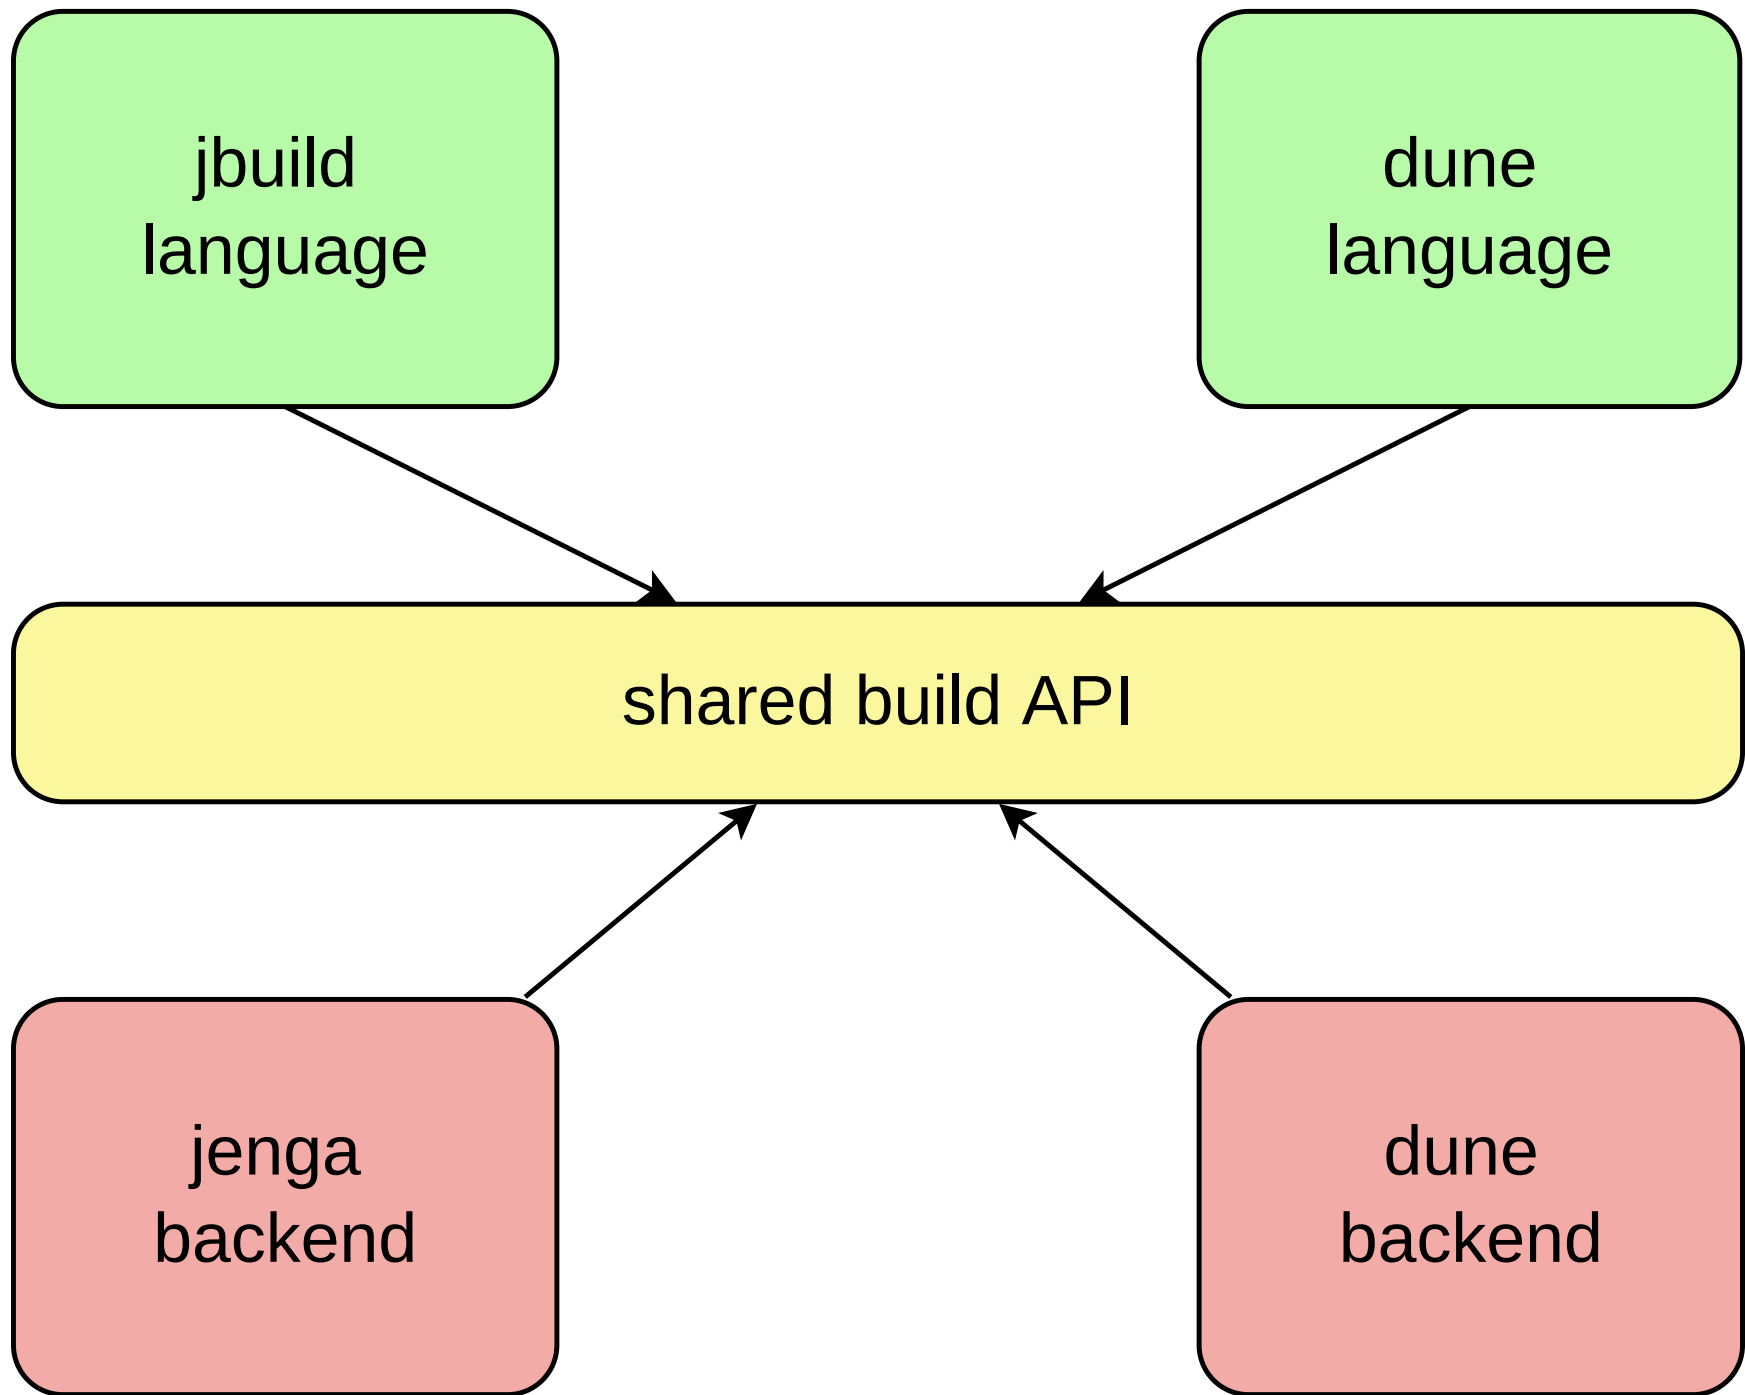 jbuild
language
dune
language
shared build API
jenga
backend
dune
backend